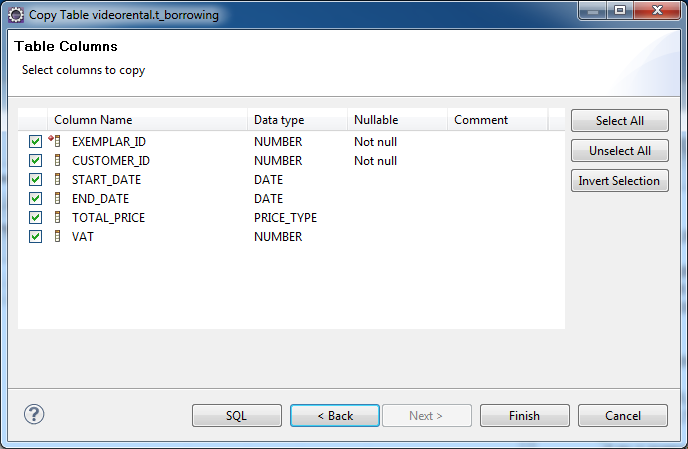 Copy Table videorental.t_borrowing
Table Columns
Select columns to copy
Column Name Data type Nullable Comment
EXEMPLAR_ID NUMBER Not null
CUSTOMER_ID NUMBER Not null
START_DATE DATE
END_DATE DATE
TOTAL_PRICE PRICE_TYPE
VAT NUMBER
Select All
Unselect All
Invert Selection
? SQL < Back Next > Finish Cancel